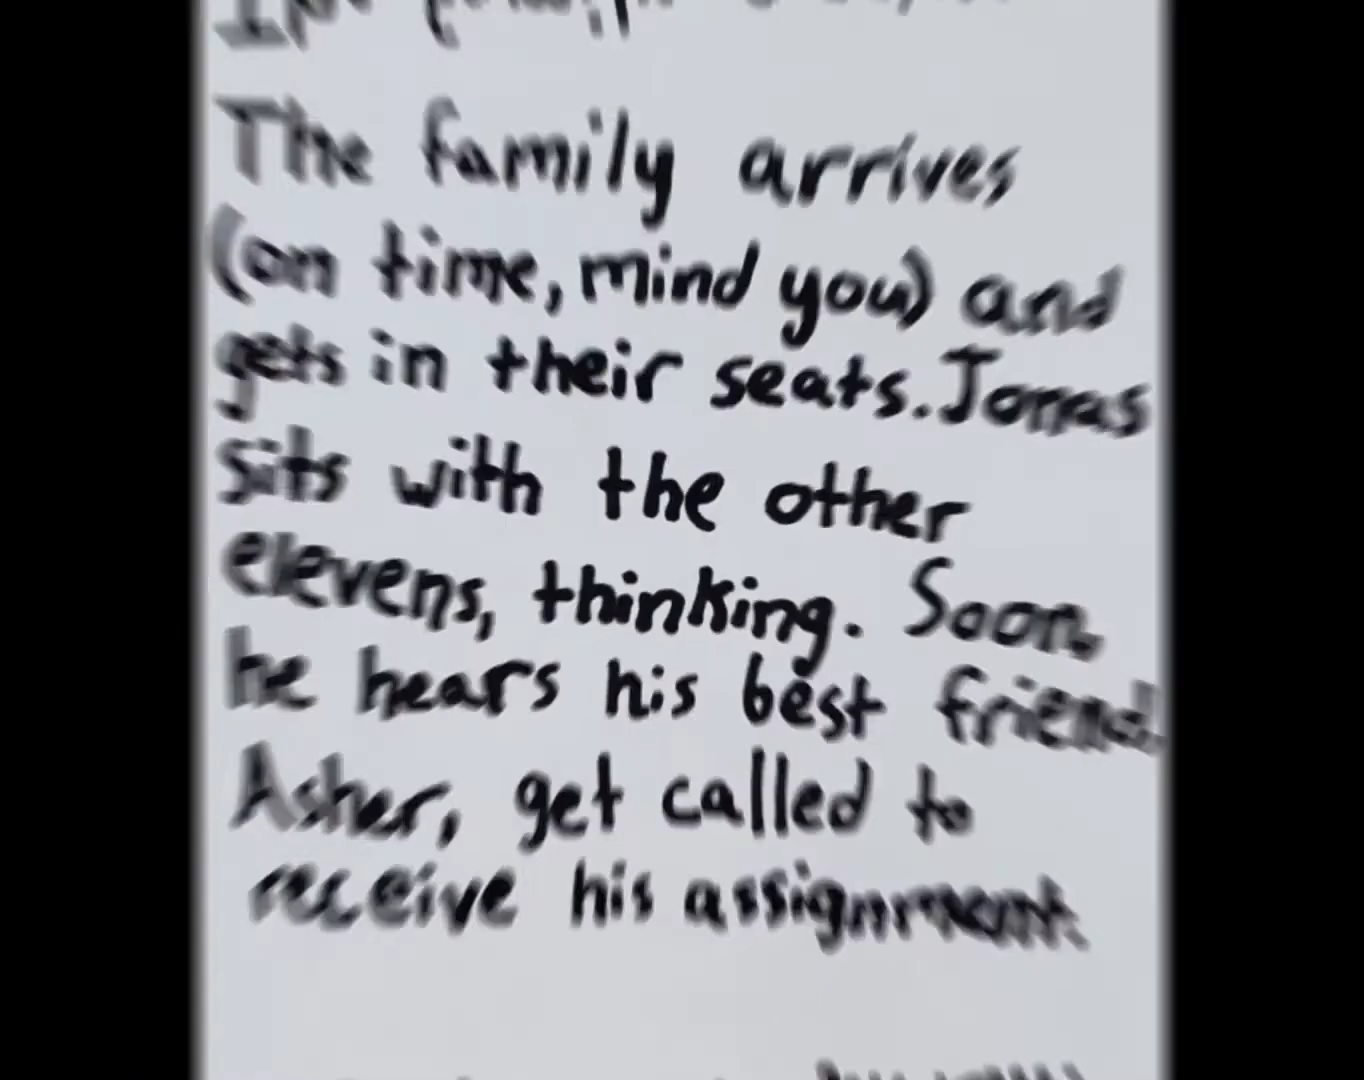 The family arrives
(on time, mind you) and
gets in their seats. Jonas
sits with the other
elevens, thinking. Soon,
he hears his best friend,
Asher, get called to
receive his assignment.